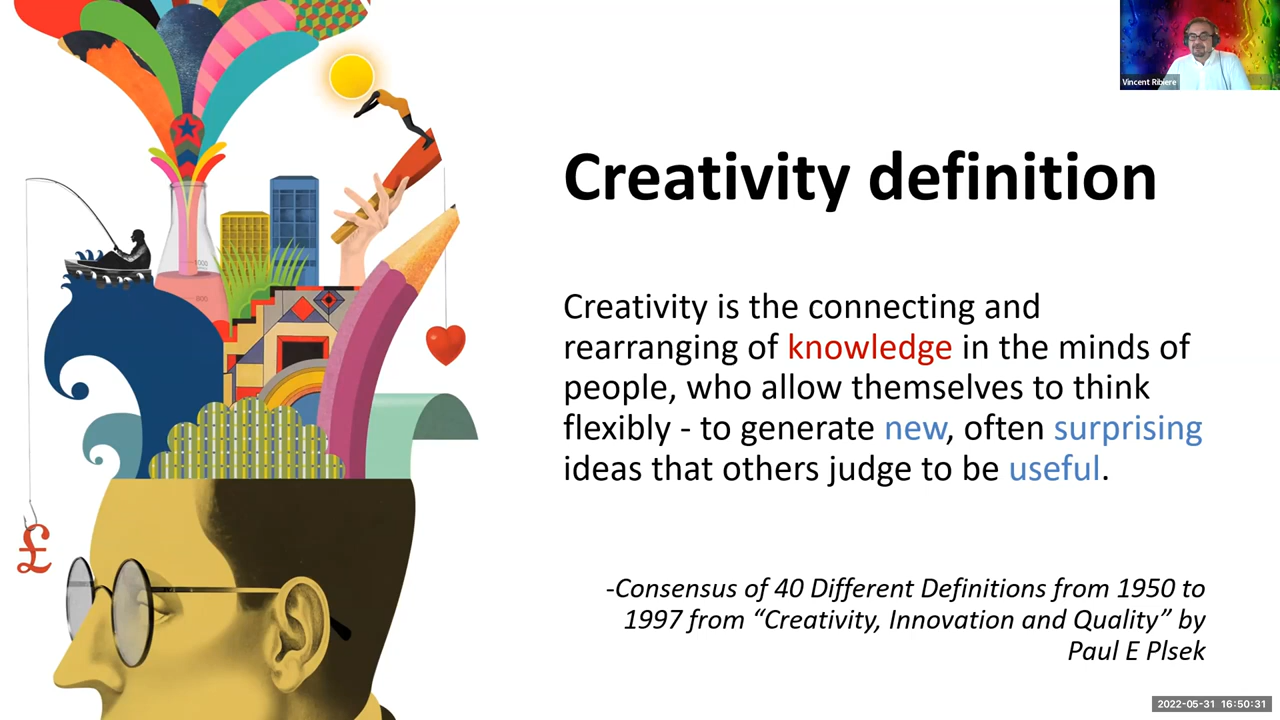 Vincent Ribiere
Creativity definition
Creativity is the connecting and
rearranging of knowledge in the minds of
people, who allow themselves to think
flexibly - to generate new, often surprising
ideas that others judge to be useful.
-Consensus of 40 Different Definitions from 1950 to
1997 from “Creativity, Innovation and Quality” by
Paul E Plsek
£
2022-05-31 16:50:31